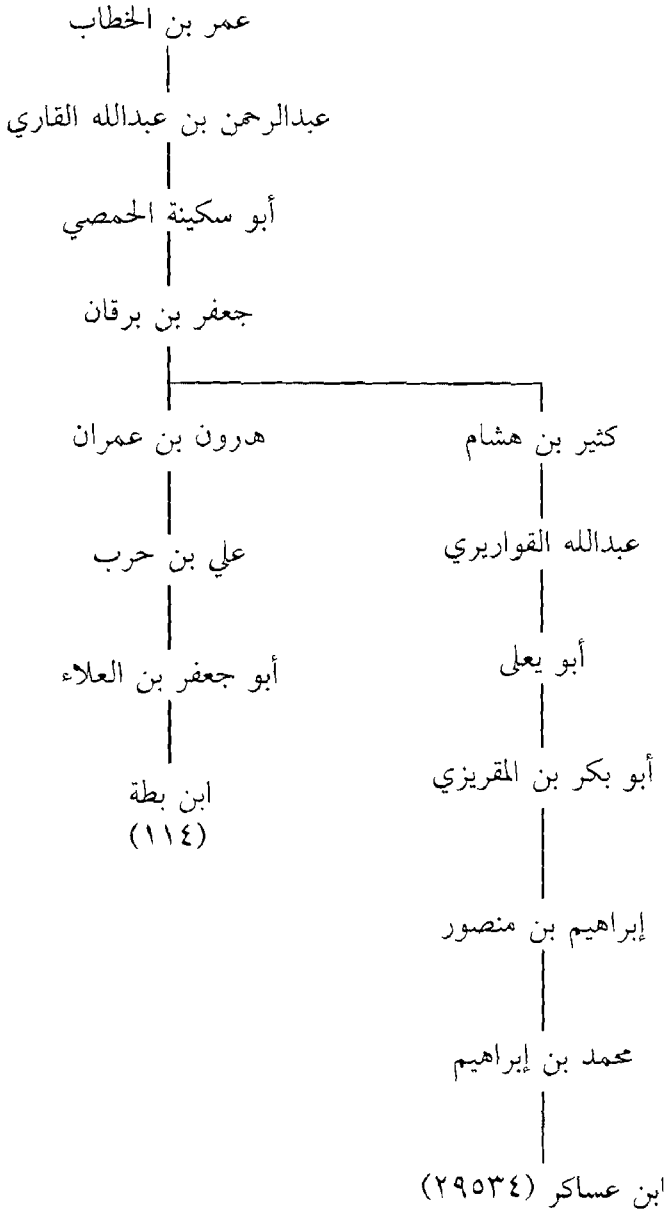 عمر بن الخطاب
عبدالرحمن بن عبدالله القاري
أبو سكينة الحمصي
جعفر بن برقان
كثير بن هشام
هرون بن عمران
عبدالله القواريري
علي بن حرب
أبو يعلى
أبو جعفر بن العلاء
أبو بكر بن المقريزي
ابن بطة
(١١٤)
إبراهيم بن منصور
محمد بن إبراهيم
ابن عساكر (٢٩٥٣٤)